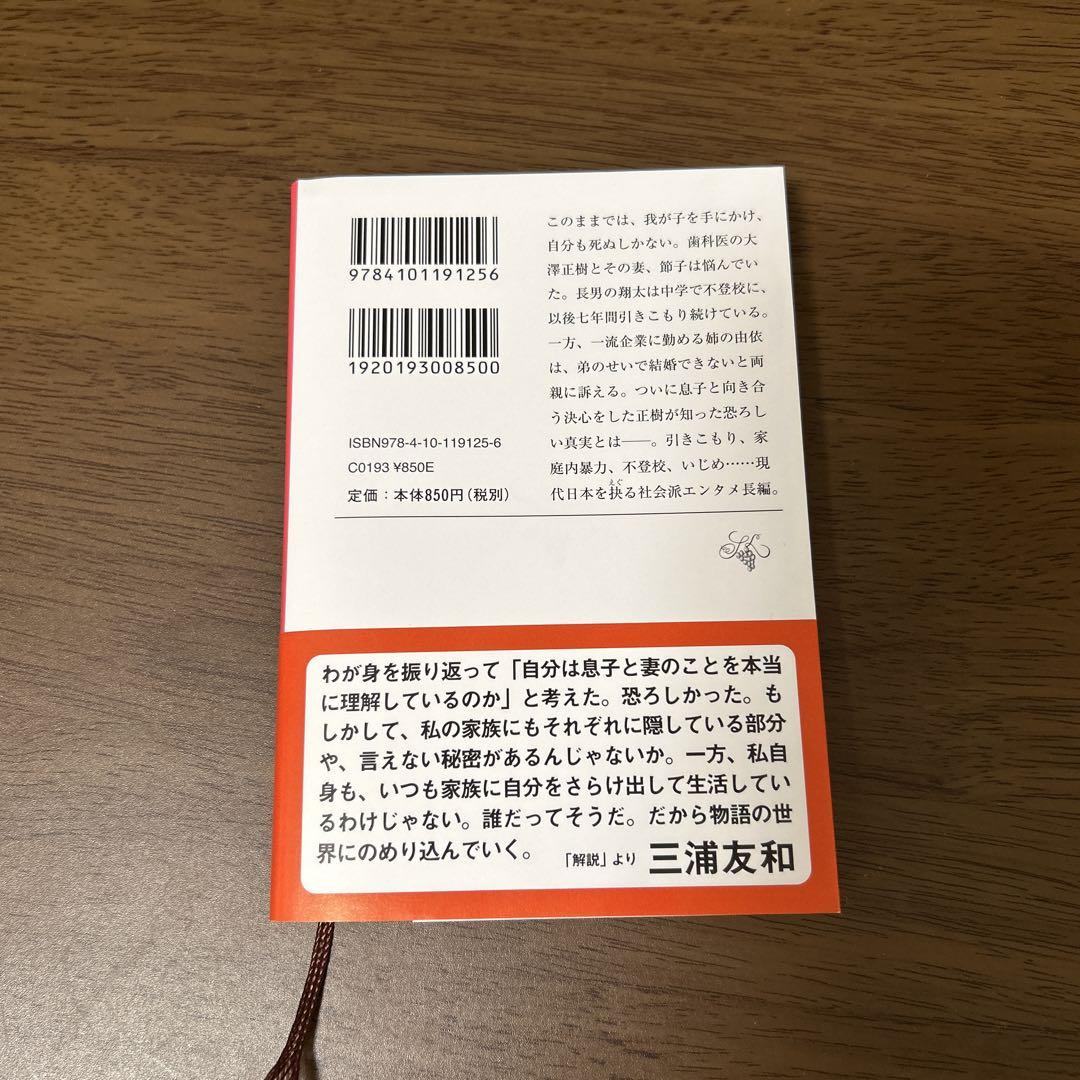 9784101191256
1920193008500
ISBN978-4-10-119125-6
C0193 ¥850E
定価：本体850円(税別)
このままでは、我が子を手にかけ、
自分も死ぬしかない。歯科医の大
澤正樹とその妻、節子は悩んでい
た。長男の翔太は中学で不登校に、
以後七年間引きこもり続けている。
一方、一流企業に勤める姉の由依
は、弟のせいで結婚できないと両
親に訴える。ついに息子と向き合
う決心をした正樹が知った恐ろし
い真実とは――。引きこもり、家
庭内暴力、不登校、いじめ……現
えぐ
代日本を抉る社会派エンタメ長編。
わが身を振り返って「自分は息子と妻のことを本当
に理解しているのか」と考えた。恐ろしかった。も
しかして、私の家族にもそれぞれに隠している部分
や、言えない秘密があるんじゃないか。一方、私自
身も、いつも家族に自分をさらけ出して生活してい
るわけじゃない。誰だってそうだ。だから物語の世
界にのめり込んでいく。 「解説」より 三浦友和